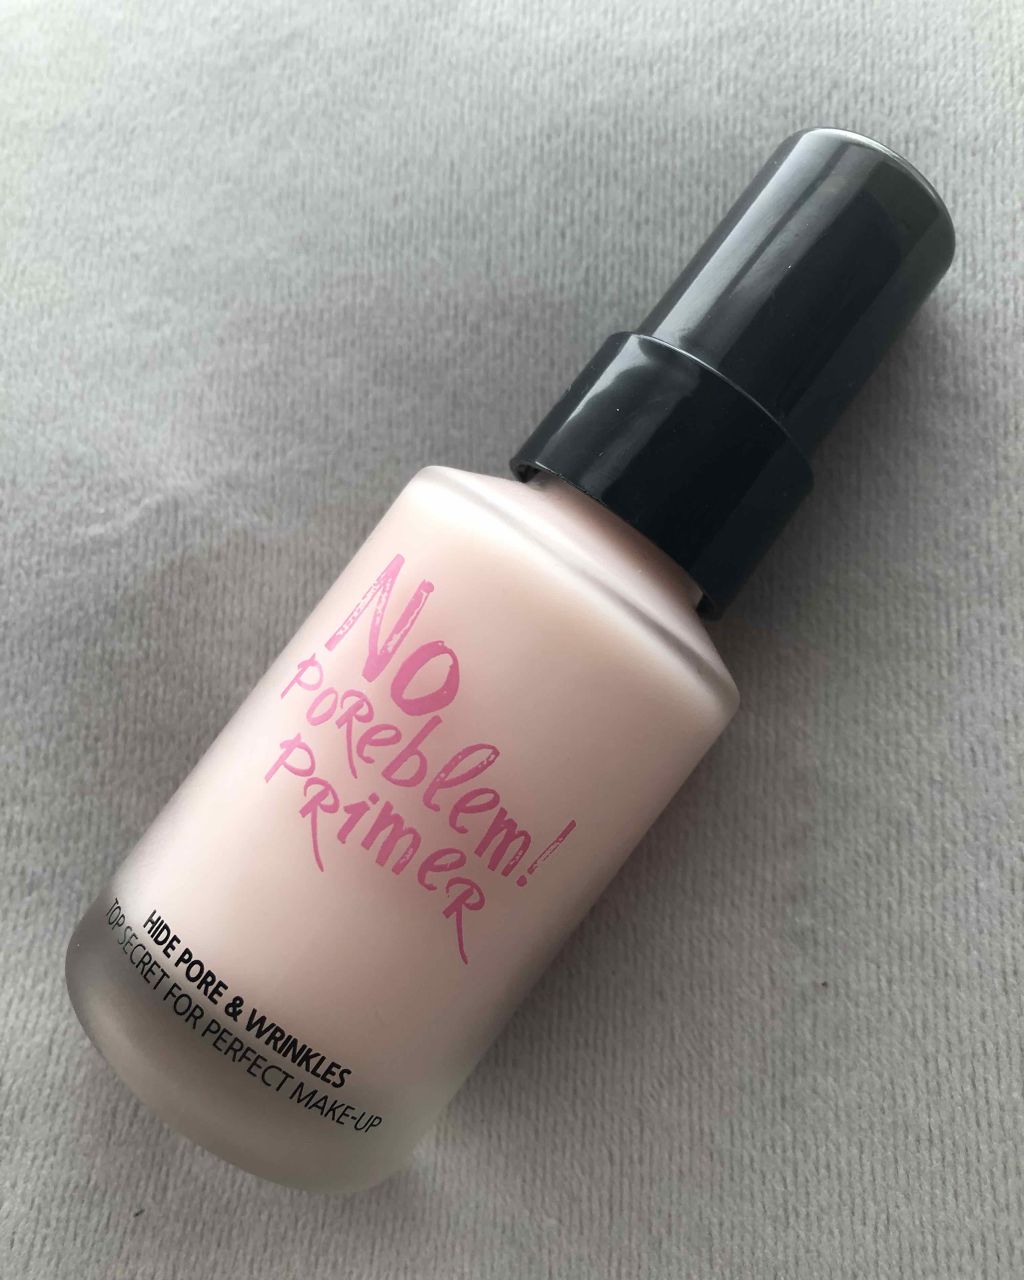 No
POReblem!
PRimeR
HIDE PORE & WRINKLES
TOP SECRET FOR PERFECT MAKE-UP